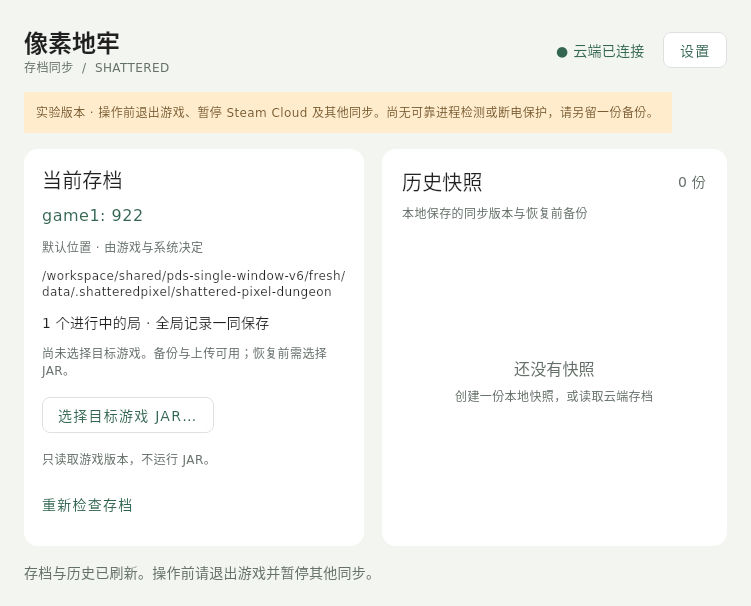 像素地牢
存档同步 / SHATTERED
● 云端已连接
设置
实验版本 · 操作前退出游戏、暂停 Steam Cloud 及其他同步。尚无可靠进程检测或断电保护，请另留一份备份。
当前存档
game1: 922
默认位置 · 由游戏与系统决定
/workspace/shared/pds-single-window-v6/fresh/
data/.shatteredpixel/shattered-pixel-dungeon
1 个进行中的局 · 全局记录一同保存
尚未选择目标游戏。备份与上传可用；恢复前需选择
JAR。
选择目标游戏 JAR…
只读取游戏版本，不运行 JAR。
重新检查存档
历史快照
0 份
本地保存的同步版本与恢复前备份
还没有快照
创建一份本地快照，或读取云端存档
存档与历史已刷新。操作前请退出游戏并暂停其他同步。